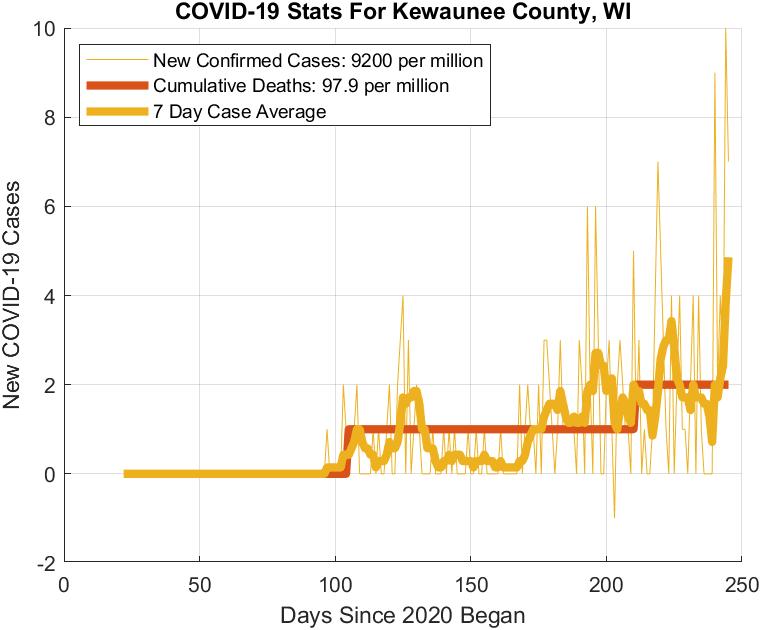 COVID-19 Stats For Kewaunee County, WI
10
8
6
4
2
0
-2
New Confirmed Cases: 9200 per million
Cumulative Deaths: 97.9 per million
7 Day Case Average
New COVID-19 Cases
0 50 100 150 200 250
Days Since 2020 Began